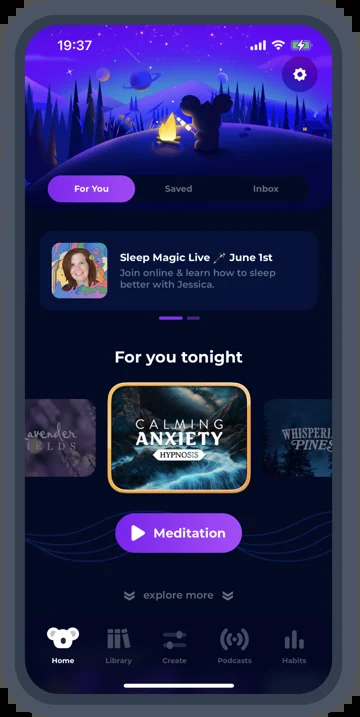 19:37
For You
Saved
Inbox
Sleep Magic Live 🪄 June 1st
Join online & learn how to sleep
better with Jessica.
For you tonight
avender
IELDS
CALMING
ANXIETY
HYPNOSIS
WHISPERI
PINES
Meditation
explore more
Home
Library
Create
Podcasts
Habits